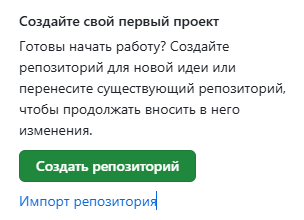 Создайте свой первый проект
Готовы начать работу? Создайте
репозиторий для новой идеи или
перенесите существующий репозиторий,
чтобы продолжать вносить в него
изменения.
Создать репозиторий
Импорт репозитория